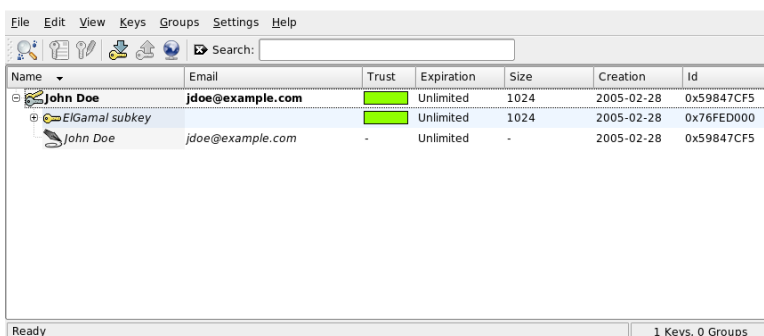 File Edit View Keys Groups Settings Help
Search:
Name Email Trust Expiration Size Creation Id
John Doe jdoe@example.com Unlimited 1024 2005-02-28 0x59847CF5
ElGamal subkey Unlimited 1024 2005-02-28 0x76FED000
John Doe jdoe@example.com - Unlimited - 2005-02-28 0x59847CF5
Ready 1 Keys, 0 Groups